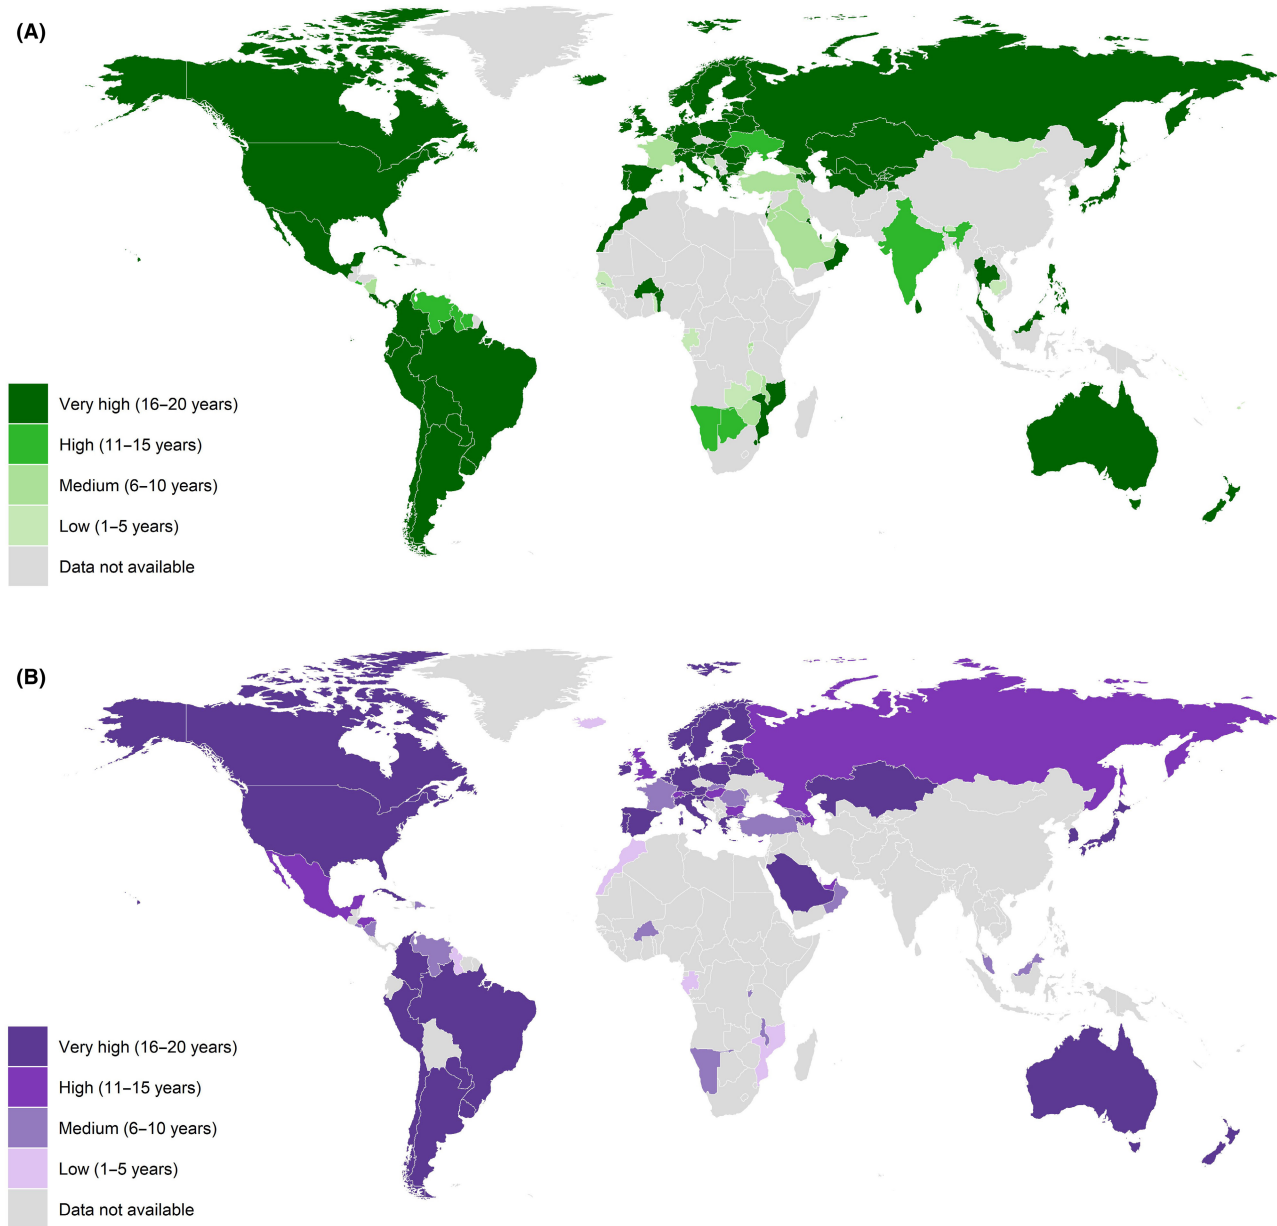 (A)
Very high (16–20 years)
High (11–15 years)
Medium (6–10 years)
Low (1–5 years)
Data not available
(B)
Very high (16–20 years)
High (11–15 years)
Medium (6–10 years)
Low (1–5 years)
Data not available